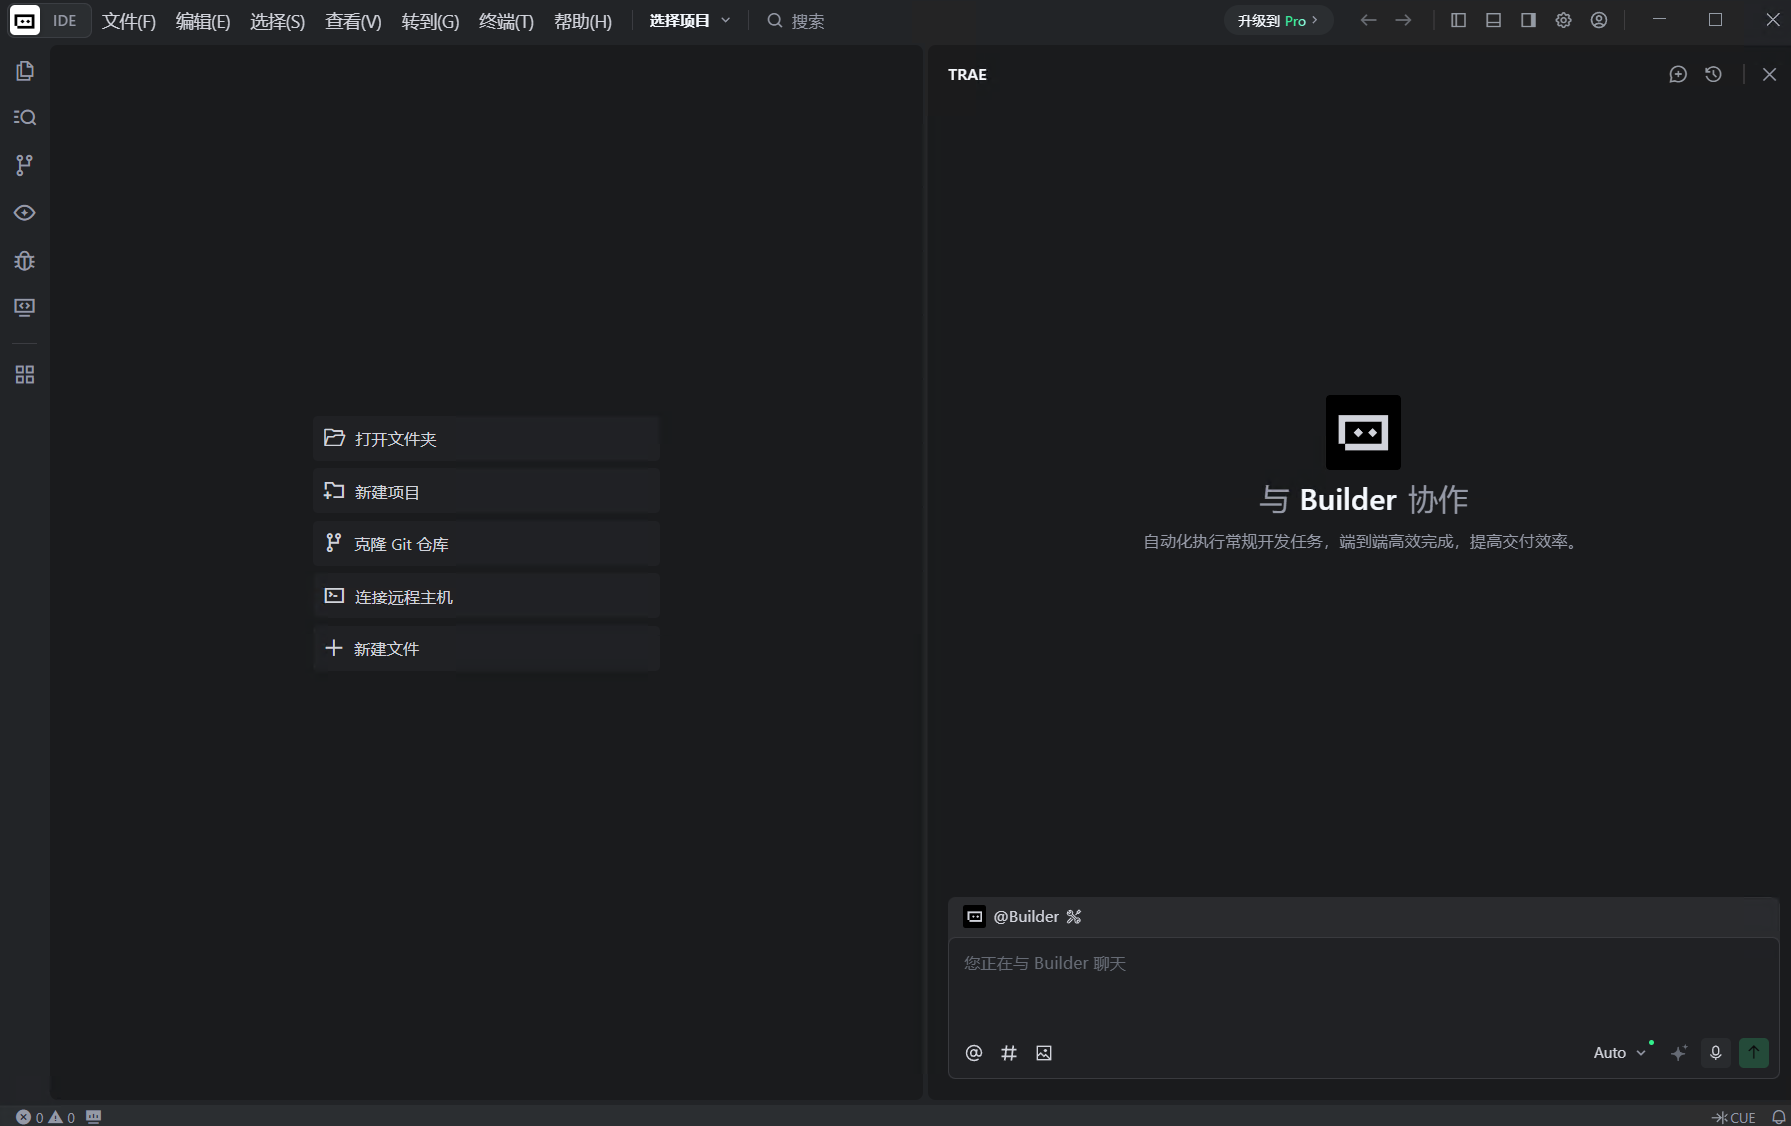 IDE 文件(F) 编辑(E) 选择(S) 查看(V) 转到(G) 终端(T) 帮助(H) 选择项目 搜索 升级到 Pro
TRAE
打开文件夹
新建项目
克隆 Git 仓库
连接远程主机
新建文件
与 Builder 协作
自动化执行常规开发任务，端到端高效完成，提高交付效率。
@Builder
您正在与 Builder 聊天
Auto
0 0 CUE